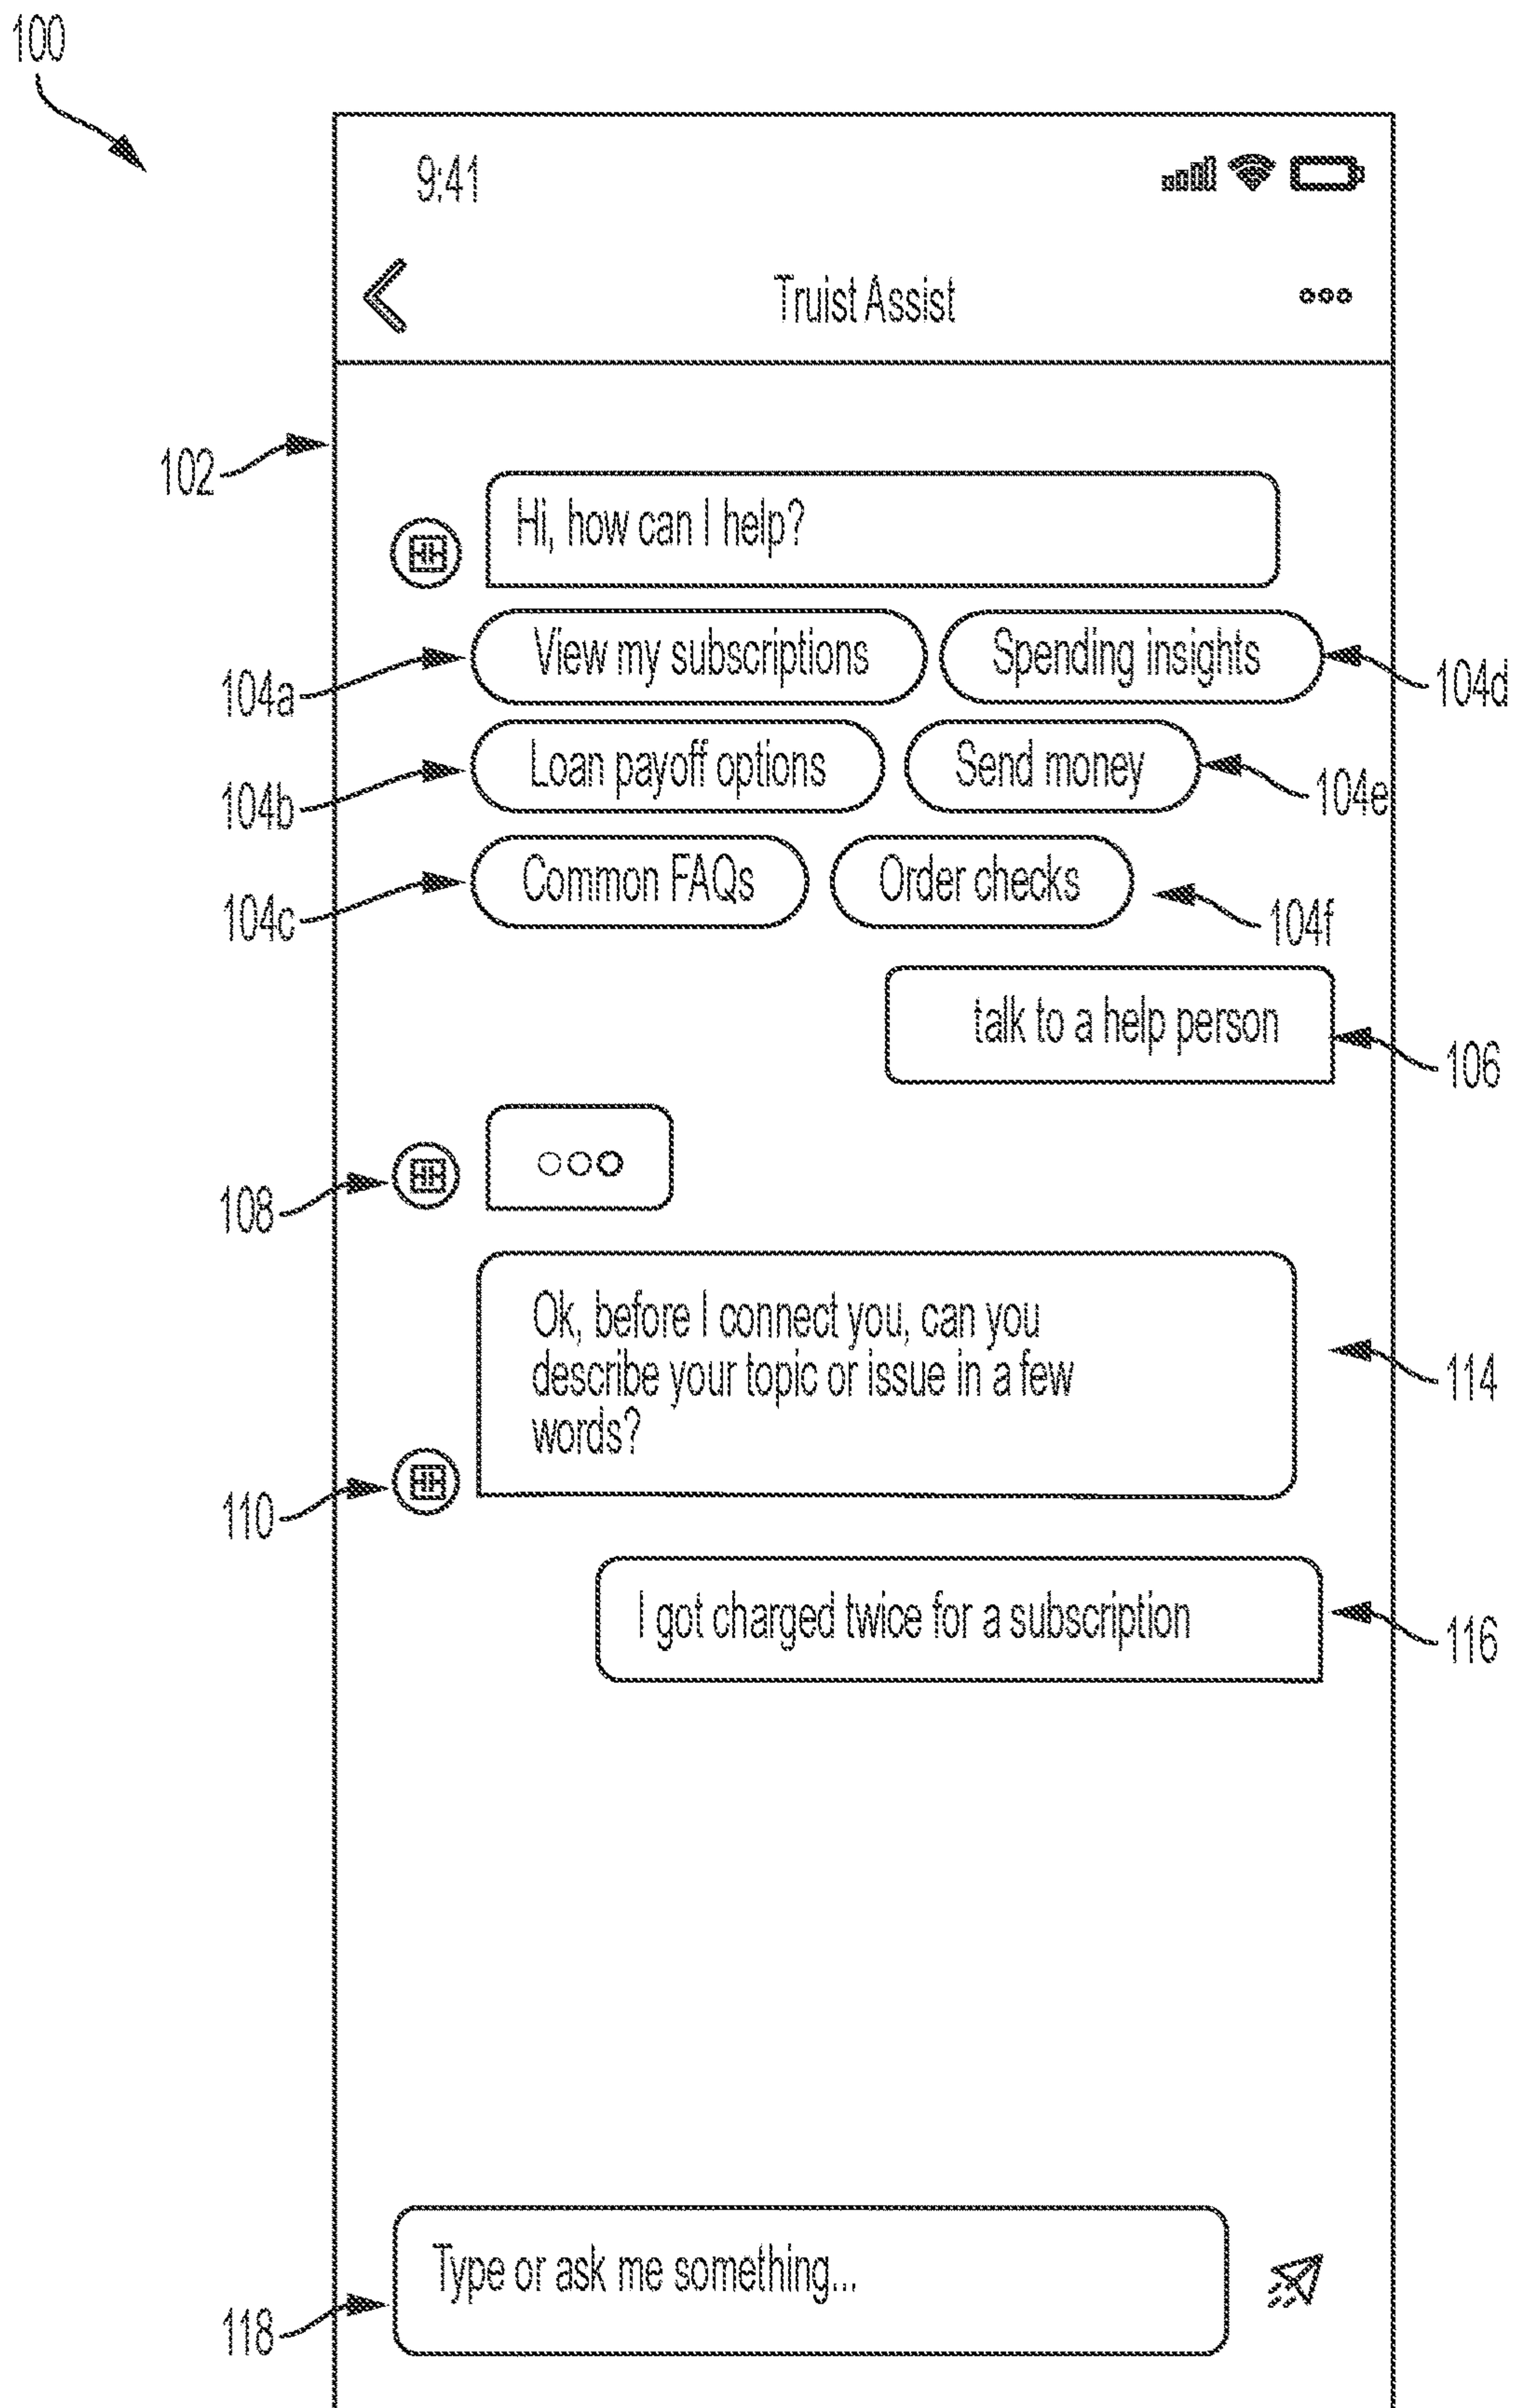 100
9:41
Truist Assist
102
Hi, how can I help?
104a
View my subscriptions
Spending insights
104d
104b
Loan payoff options
Send money
104e
104c
Common FAQs
Order checks
104f
talk to a help person
106
108
Ok, before I connect you, can you
describe your topic or issue in a few
words?
114
110
I got charged twice for a subscription
116
Type or ask me something...
118